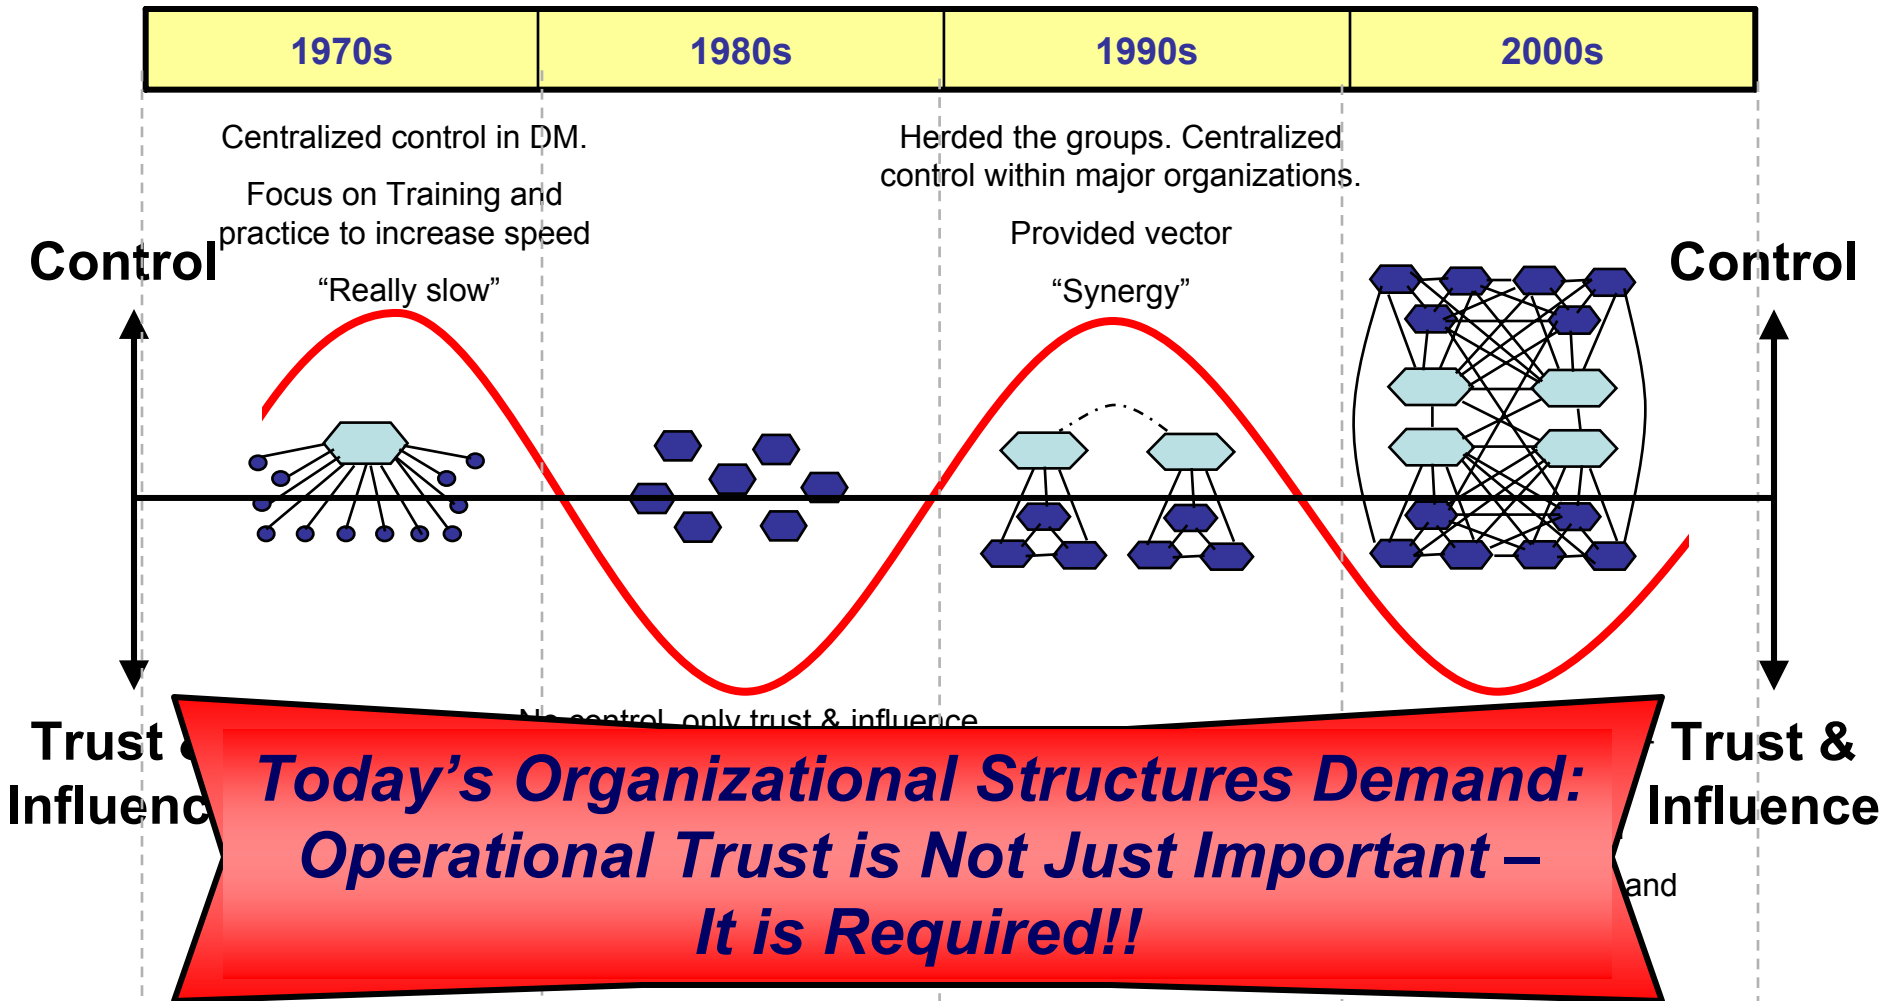 1970s
1980s
1990s
2000s
Centralized control in DM.
Focus on Training and
practice to increase speed
“Really slow”
Herded the groups. Centralized
control within major organizations.
Provided vector
“Synergy”
Control
Control
No control, only trust & influence
Trust &
Influence
Trust &
Influence
and
Today’s Organizational Structures Demand:
Operational Trust is Not Just Important –
It is Required!!